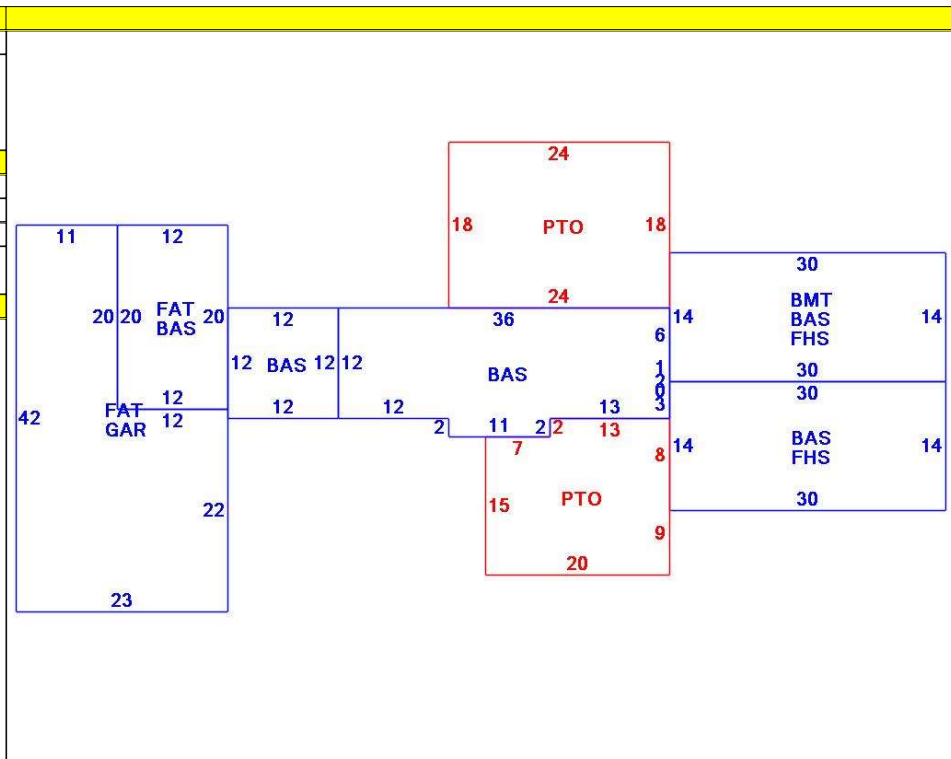 24
18 PTO 18
24
11 12
20 20 FAT 20
BAS
12
12
42 FAT
GAR
22
23
12
12 BAS 12
12
36
12 BAS
12
2 11 2
13
6
1
2
0
3
30
14 BMT 14
BAS
FHS
30
30
14 BAS 14
FHS
30
2 13
7
8
15 PTO
9
20